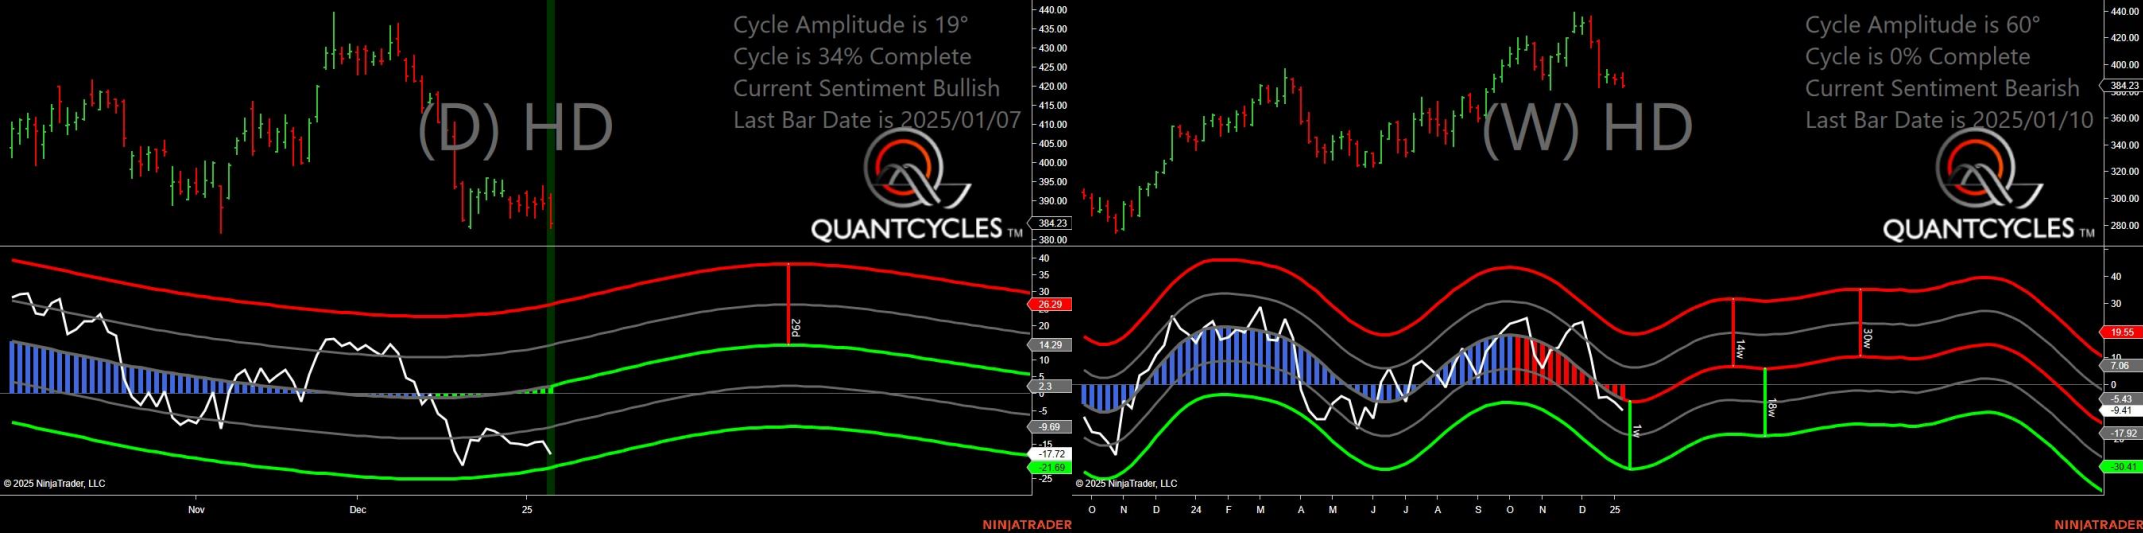 Cycle Amplitude is 19°
Cycle is 34% Complete
Current Sentiment Bullish
Last Bar Date is 2025/01/07
(D) HD
QUANTCYCLES TM
440.00
435.00
430.00
425.00
420.00
415.00
410.00
405.00
400.00
395.00
390.00
384.23
380.00
40
35
30
26.29
20
14.29
10
5
2.3
0
-5
-9.69
-15
-17.72
-21.69
-25
29d
© 2025 NinjaTrader, LLC
Nov
Dec
25
NINJATRADER
Cycle Amplitude is 60°
Cycle is 0% Complete
Current Sentiment Bearish
Last Bar Date is 2025/01/10
(W) HD
QUANTCYCLES TM
440.00
420.00
400.00
384.23
360.00
340.00
320.00
300.00
280.00
40
30
19.55
10
7.06
0
-5.43
-9.41
-17.92
-30.41
14w
30w
18w
1w
© 2025 NinjaTrader, LLC
O
N
D
24
F
M
A
M
J
J
A
S
O
N
D
25
NINJATRADER